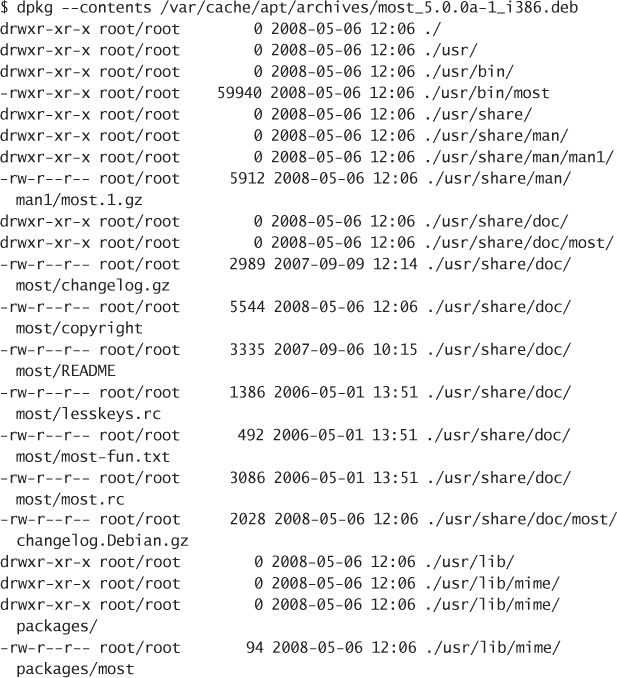 $ dpkg --contents /var/cache/apt/archives/most_5.0.0a-1_i386.deb
drwxr-xr-x root/root         0 2008-05-06 12:06 ./
drwxr-xr-x root/root         0 2008-05-06 12:06 ./usr/
drwxr-xr-x root/root         0 2008-05-06 12:06 ./usr/bin/
-rwxr-xr-x root/root     59940 2008-05-06 12:06 ./usr/bin/most
drwxr-xr-x root/root         0 2008-05-06 12:06 ./usr/share/
drwxr-xr-x root/root         0 2008-05-06 12:06 ./usr/share/man/
drwxr-xr-x root/root         0 2008-05-06 12:06 ./usr/share/man/man1/
-rw-r--r-- root/root      5912 2008-05-06 12:06 ./usr/share/man/
  man1/most.1.gz
drwxr-xr-x root/root         0 2008-05-06 12:06 ./usr/share/doc/
drwxr-xr-x root/root         0 2008-05-06 12:06 ./usr/share/doc/most/
-rw-r--r-- root/root      2989 2007-09-09 12:14 ./usr/share/doc/
  most/changelog.gz
-rw-r--r-- root/root      5544 2008-05-06 12:06 ./usr/share/doc/
  most/copyright
-rw-r--r-- root/root      3335 2007-09-06 10:15 ./usr/share/doc/
  most/README
-rw-r--r-- root/root      1386 2006-05-01 13:51 ./usr/share/doc/
  most/lesskeys.rc
-rw-r--r-- root/root       492 2006-05-01 13:51 ./usr/share/doc/
  most/most-fun.txt
-rw-r--r-- root/root      3086 2006-05-01 13:51 ./usr/share/doc/
  most/most.rc
-rw-r--r-- root/root      2028 2008-05-06 12:06 ./usr/share/doc/most/
  changelog.Debian.gz
drwxr-xr-x root/root         0 2008-05-06 12:06 ./usr/lib/
drwxr-xr-x root/root         0 2008-05-06 12:06 ./usr/lib/mime/
drwxr-xr-x root/root         0 2008-05-06 12:06 ./usr/lib/mime/
  packages/
-rw-r--r-- root/root        94 2008-05-06 12:06 ./usr/lib/mime/
  packages/most